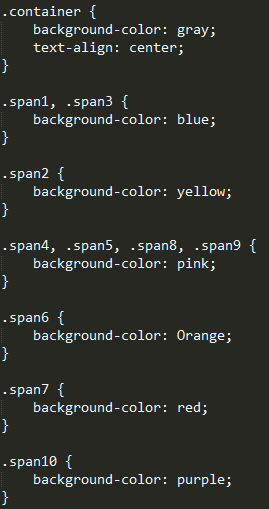 .container {
    background-color: gray;
    text-align: center;
}

.span1, .span3 {
    background-color: blue;
}

.span2 {
    background-color: yellow;
}

.span4, .span5, .span8, .span9 {
    background-color: pink;
}

.span6 {
    background-color: Orange;
}

.span7 {
    background-color: red;
}

.span10 {
    background-color: purple;
}